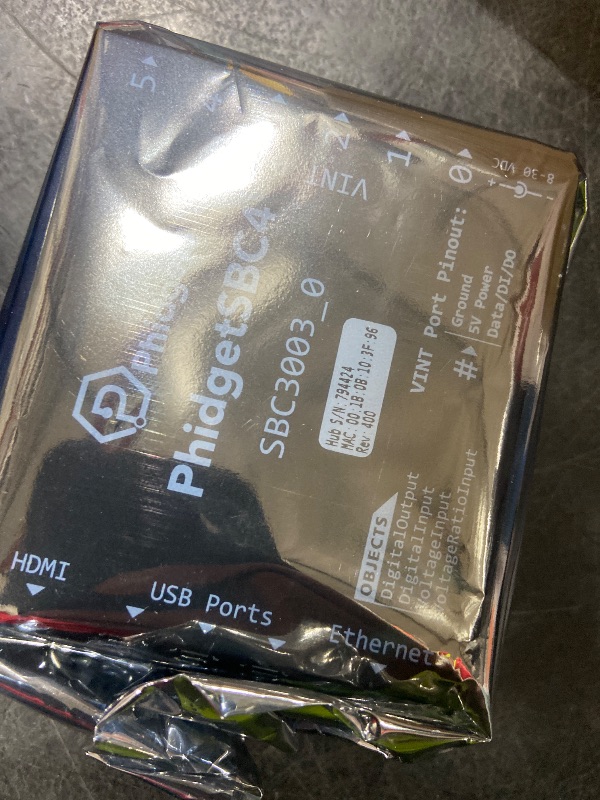 5
4
2
1
0
VINT
8-30 VDC
+
-
Phidg
PhidgetSBC4
SBC3003_0
Hub S/N: 794424
MAC: 00:1B:0B:10:3F:96
Rev: 400
VINT Port Pinout:
#
Ground
5V Power
Data/DI/DO
OBJECTS
DigitalOutput
DigitalInput
VoltageInput
VoltageRatioInput
HDMI
USB Ports
Ethernet